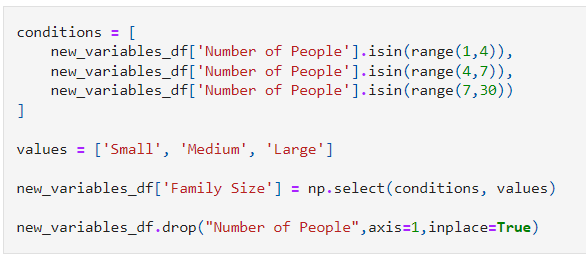 conditions = [
    new_variables_df['Number of People'].isin(range(1,4)),
    new_variables_df['Number of People'].isin(range(4,7)),
    new_variables_df['Number of People'].isin(range(7,30))
]
values = ['Small', 'Medium', 'Large']
new_variables_df['Family Size'] = np.select(conditions, values)
new_variables_df.drop("Number of People",axis=1,inplace=True)